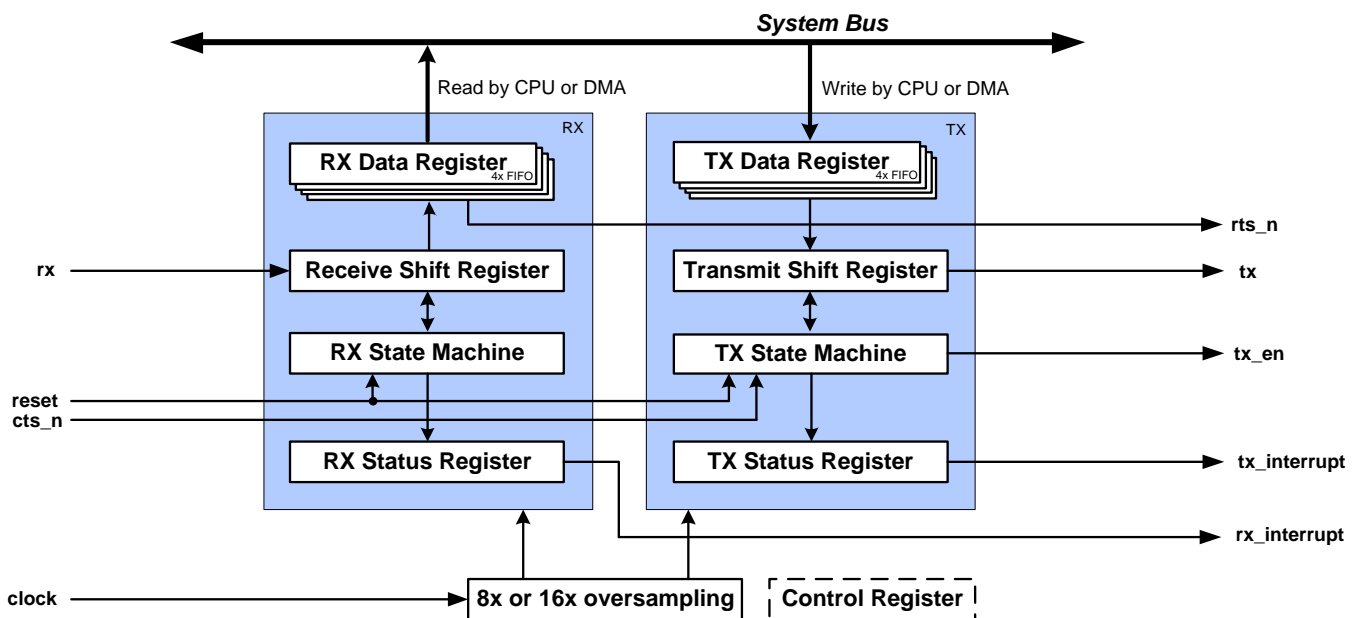 System Bus
Read by CPU or DMA
Write by CPU or DMA
RX
TX
RX Data Register
4x FIFO
TX Data Register
4x FIFO
rts_n
rx
Receive Shift Register
Transmit Shift Register
tx
RX State Machine
TX State Machine
tx_en
reset
cts_n
RX Status Register
TX Status Register
tx_interrupt
rx_interrupt
clock
8x or 16x oversampling
Control Register